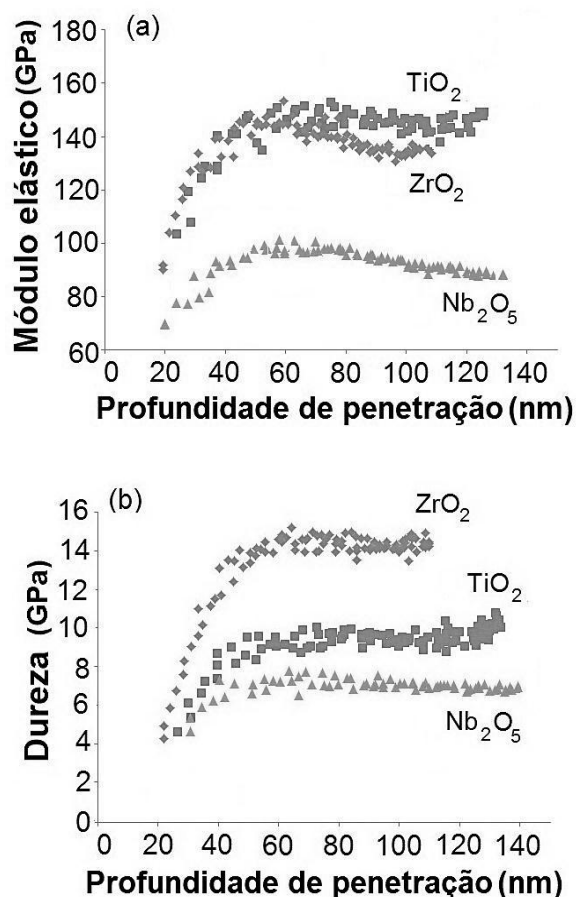 (a)
Módulo elástico (GPa)
180
160
140
120
100
80
60
TiO₂
ZrO₂
Nb₂O₅
0 20 40 60 80 100 120 140
Profundidade de penetração (nm)
(b)
Dureza (GPa)
16
14
12
10
8
6
4
2
0
ZrO₂
TiO₂
Nb₂O₅
0 20 40 60 80 100 120 140
Profundidade de penetração (nm)